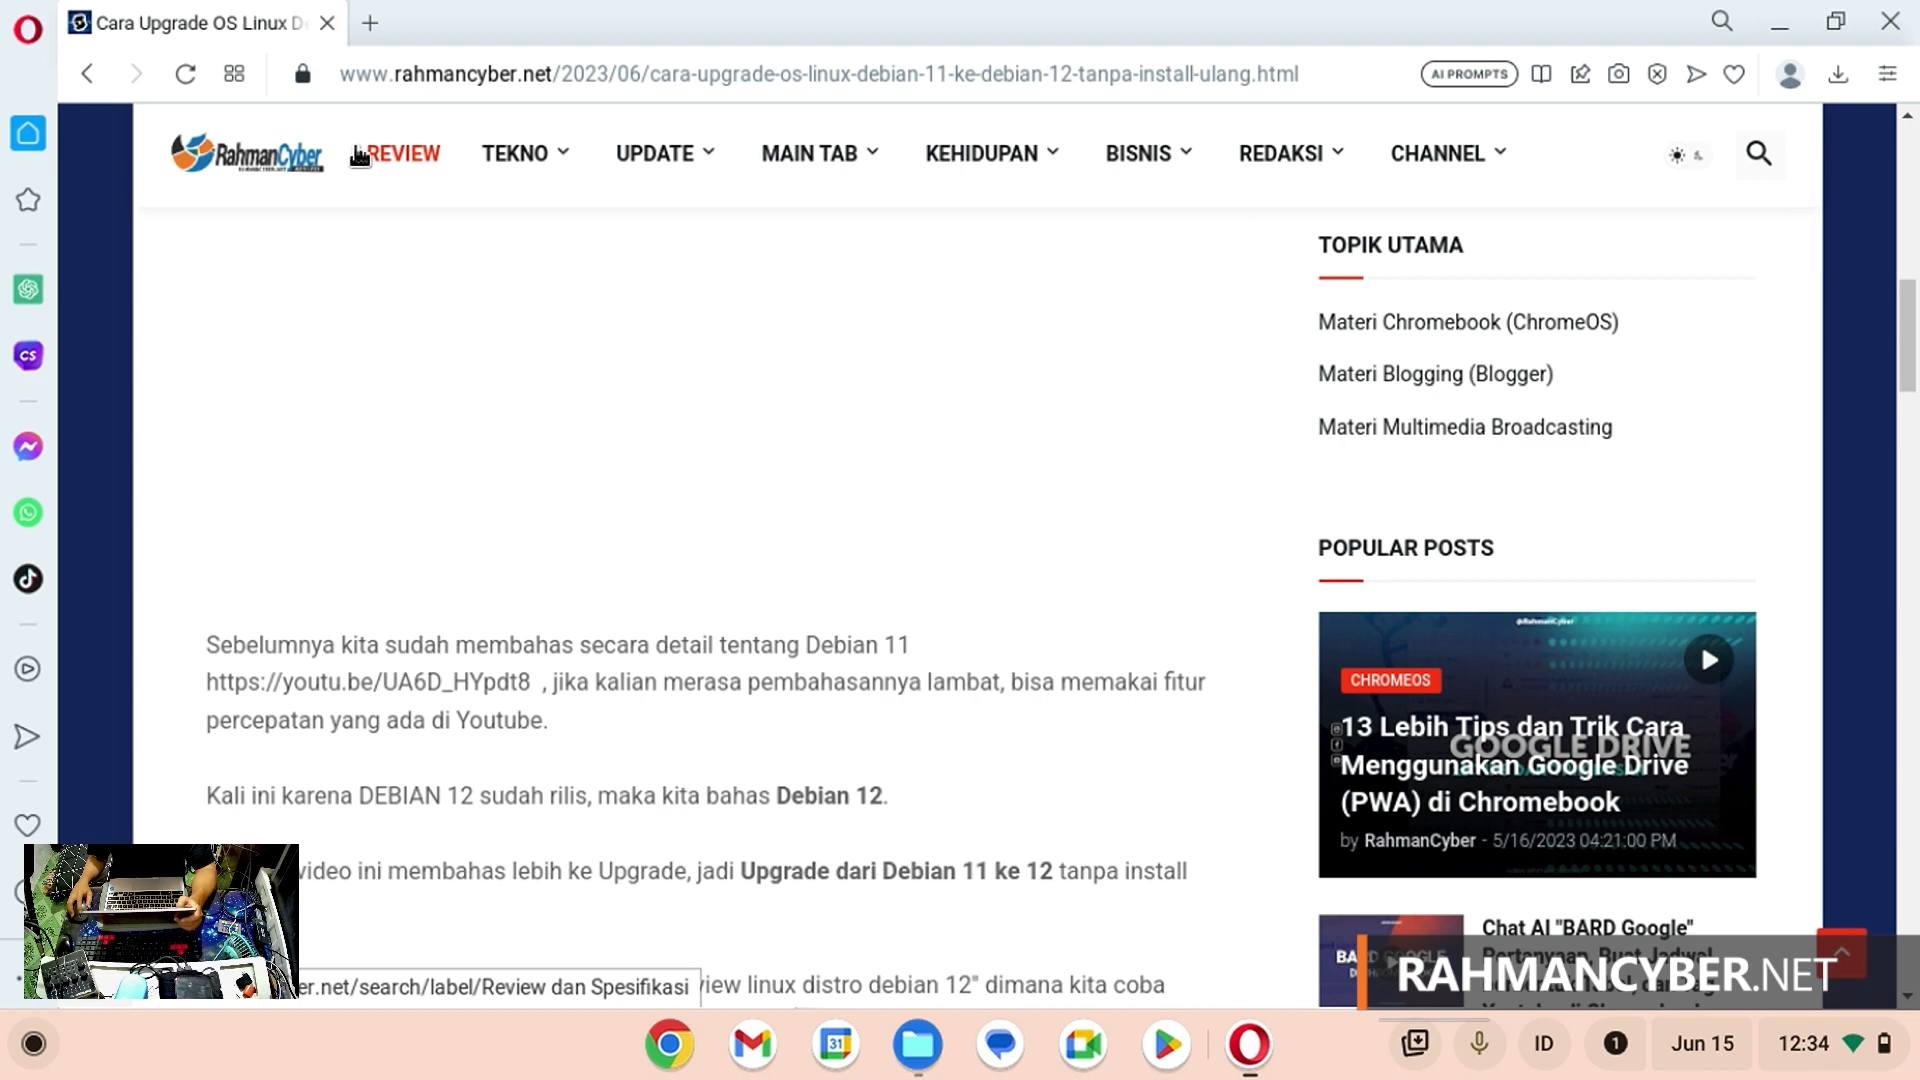 Cara Upgrade OS Linux D
www.rahmancyber.net/2023/06/cara-upgrade-os-linux-debian-11-ke-debian-12-tanpa-install-ulang.html
AI PROMPTS
RahmanCyber
REVIEW
TEKNO
UPDATE
MAIN TAB
KEHIDUPAN
BISNIS
REDAKSI
CHANNEL
CS
Sebelumnya kita sudah membahas secara detail tentang Debian 11
https://youtu.be/UA6D_HYpdt8 , jika kalian merasa pembahasannya lambat, bisa memakai fitur
percepatan yang ada di Youtube.
Kali ini karena DEBIAN 12 sudah rilis, maka kita bahas Debian 12.
video ini membahas lebih ke Upgrade, jadi Upgrade dari Debian 11 ke 12 tanpa install
er.net/search/label/Review dan Spesifikasi
view linux distro debian 12" dimana kita coba
TOPIK UTAMA
Materi Chromebook (ChromeOS)
Materi Blogging (Blogger)
Materi Multimedia Broadcasting
POPULAR POSTS
@RahmanCyber
CHROMEOS
GOOGLE DRIVE
13 Lebih Tips dan Trik Cara
Menggunakan Google Drive
(PWA) di Chromebook
by RahmanCyber - 5/16/2023 04:21:00 PM
Chat AI "BARD Google"
RAHMANCYBER.NET
31
ID
1
Jun 15
12:34